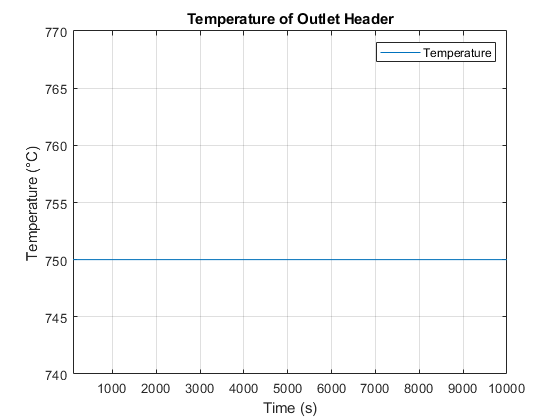 Temperature of Outlet Header
770
765
760
755
750
745
740
Temperature (°C)
Temperature
1000 2000 3000 4000 5000 6000 7000 8000 9000 10000
Time (s)